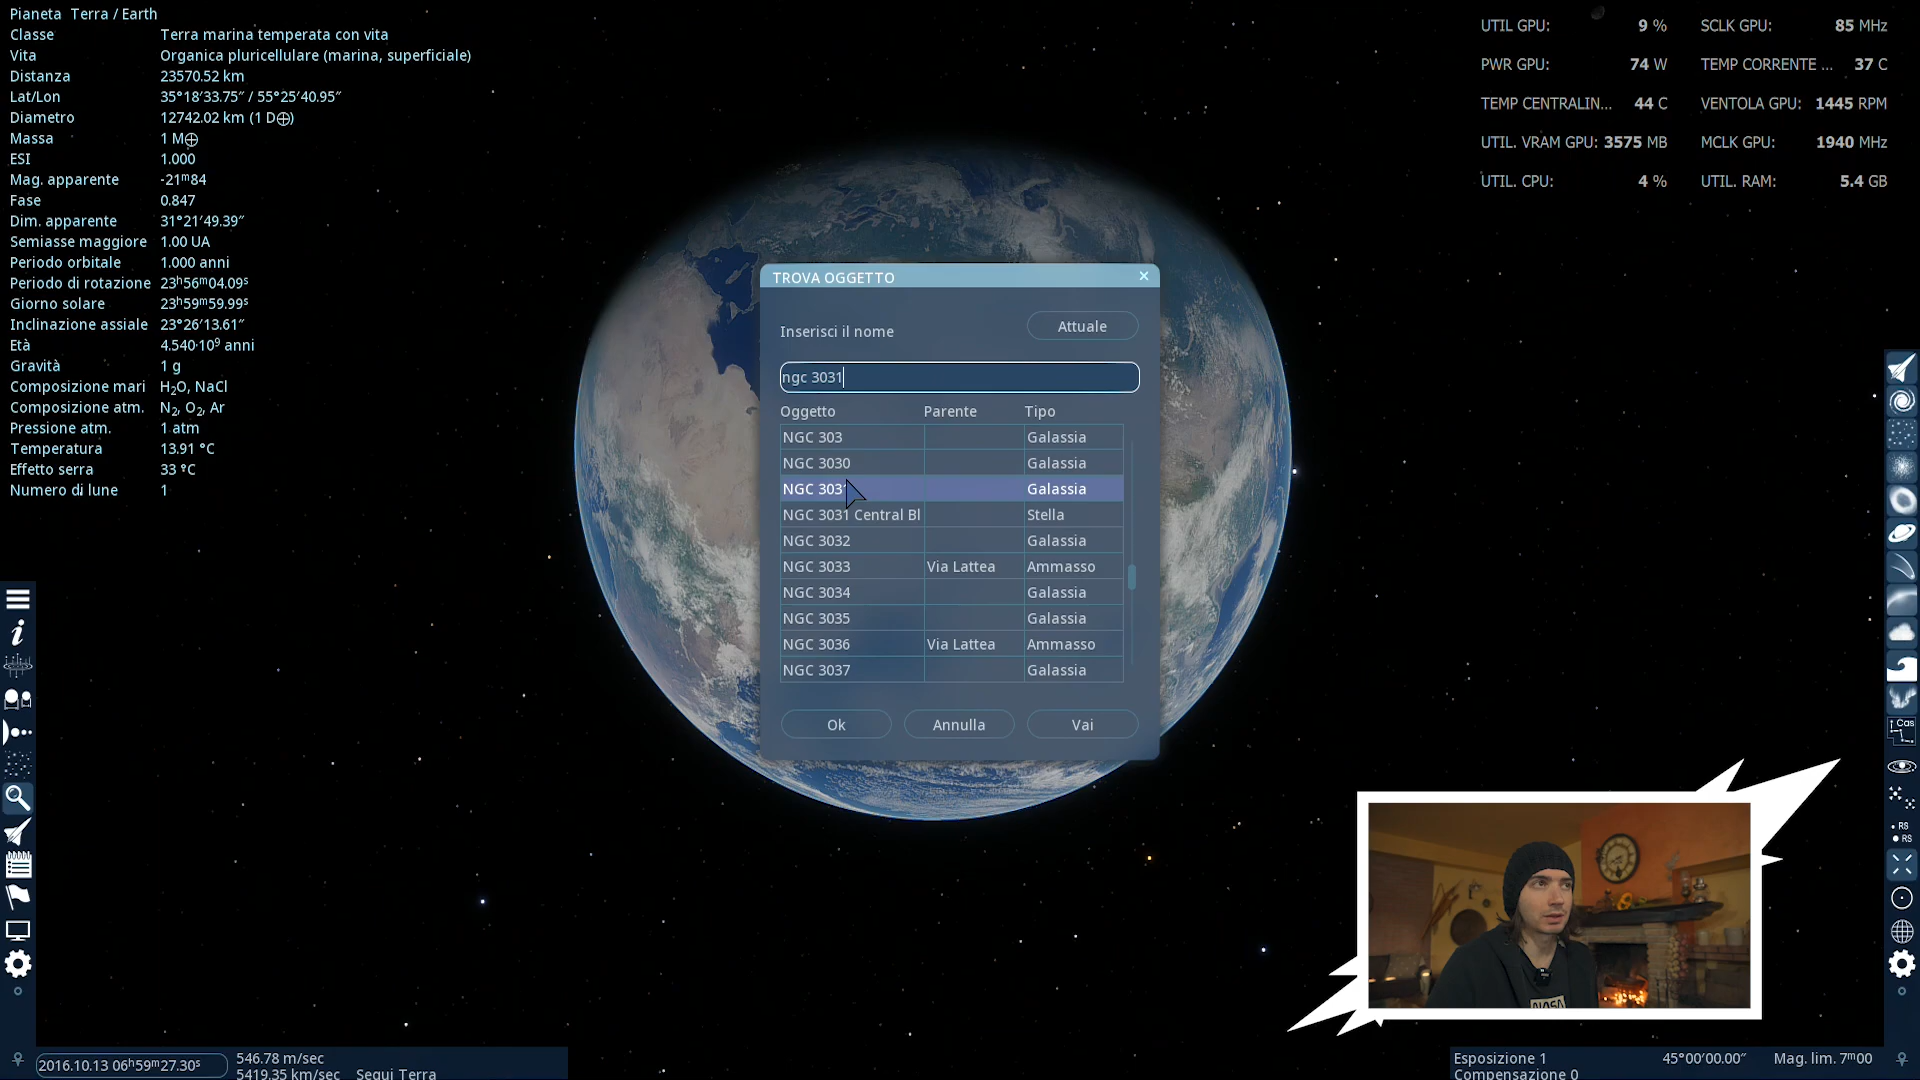 Pianeta Terra / Earth
Classe Terra marina temperata con vita
Vita Organica pluricellulare (marina, superficiale)
Distanza 23570.52 km
Lat/Lon 35°18′33.75″ / 55°25′40.95″
Diametro 12742.02 km (1 D⊕)
Massa 1 M⊕
ESI 1.000
Mag. apparente -21ᵐ84
Fase 0.847
Dim. apparente 31°21′49.39″
Semiasse maggiore 1.00 UA
Periodo orbitale 1.000 anni
Periodo di rotazione 23ʰ56ᵐ04.09ˢ
Giorno solare 23ʰ59ᵐ59.99ˢ
Inclinazione assiale 23°26′13.61″
Età 4.540·10⁹ anni
Gravità 1 g
Composizione mari H₂O, NaCl
Composizione atm. N₂, O₂, Ar
Pressione atm. 1 atm
Temperatura 13.91 °C
Effetto serra 33 °C
Numero di lune 1
UTIL GPU: 9 % SCLK GPU: 85 MHz
PWR GPU: 74 W TEMP CORRENTE ... 37 C
TEMP CENTRALIN... 44 C VENTOLA GPU: 1445 RPM
UTIL. VRAM GPU: 3575 MB MCLK GPU: 1940 MHz
UTIL. CPU: 4 % UTIL. RAM: 5.4 GB
TROVA OGGETTO
Inserisci il nome Attuale
ngc 3031
Oggetto Parente Tipo
NGC 303 Galassia
NGC 3030 Galassia
NGC 3031 Galassia
NGC 3031 Central Bl Stella
NGC 3032 Galassia
NGC 3033 Via Lattea Ammasso
NGC 3034 Galassia
NGC 3035 Galassia
NGC 3036 Via Lattea Ammasso
NGC 3037 Galassia
Ok Annulla Vai
Cas
RS
RS
NASA
2016.10.13 06ʰ59ᵐ27.30ˢ
546.78 m/sec
5419.35 km/sec Segui Terra
Esposizione 1 45°00′00.00″ Mag. lim. 7ᵐ00
Compensazione 0